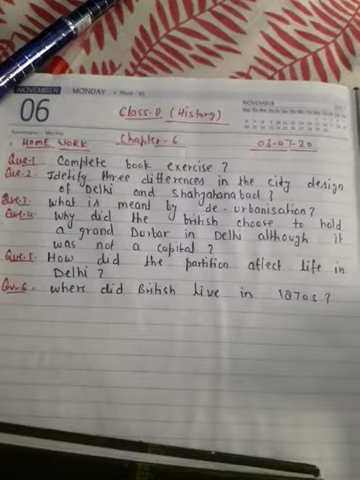 NOVEMBER MONDAY
NOVEMBER
06 Class-8 (History)
HOME WORK Chapter-6 03-07-20
Que-1 Complete book exercise ?
Que-2 Identify three differences in the city design
of Delhi and Shahjahanabad ?
Que-3 what is meant by de-urbanisation?
Que-4 Why did the british choose to hold
a grand Durbar in Delhi although it
was not a capital ?
Que-5 How did the partition affect life in
Delhi ?
Que-6 where did British live in 1870s ?